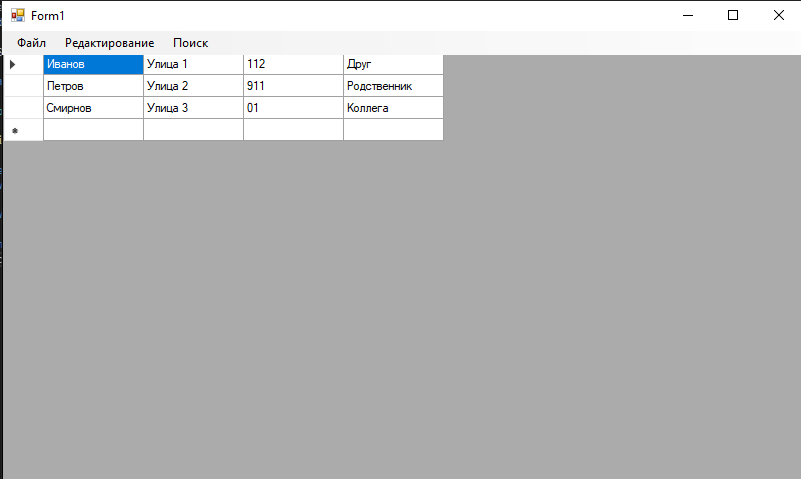 Form1
Файл Редактирование Поиск
Иванов Улица 1 112 Друг
Петров Улица 2 911 Родственник
Смирнов Улица 3 01 Коллега